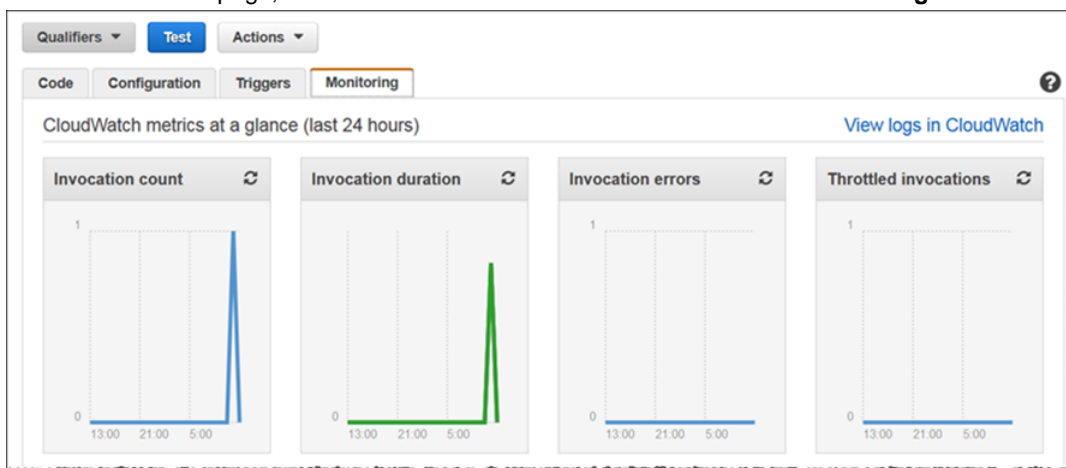 page,
Qualifiers Test Actions
Code Configuration Triggers Monitoring
CloudWatch metrics at a glance (last 24 hours) View logs in CloudWatch
Invocation count Invocation duration Invocation errors Throttled invocations
1 1 1
0 0 0 0
13:00 21:00 5:00 13:00 21:00 5:00 13:00 21:00 5:00 13:00 21:00 5:00